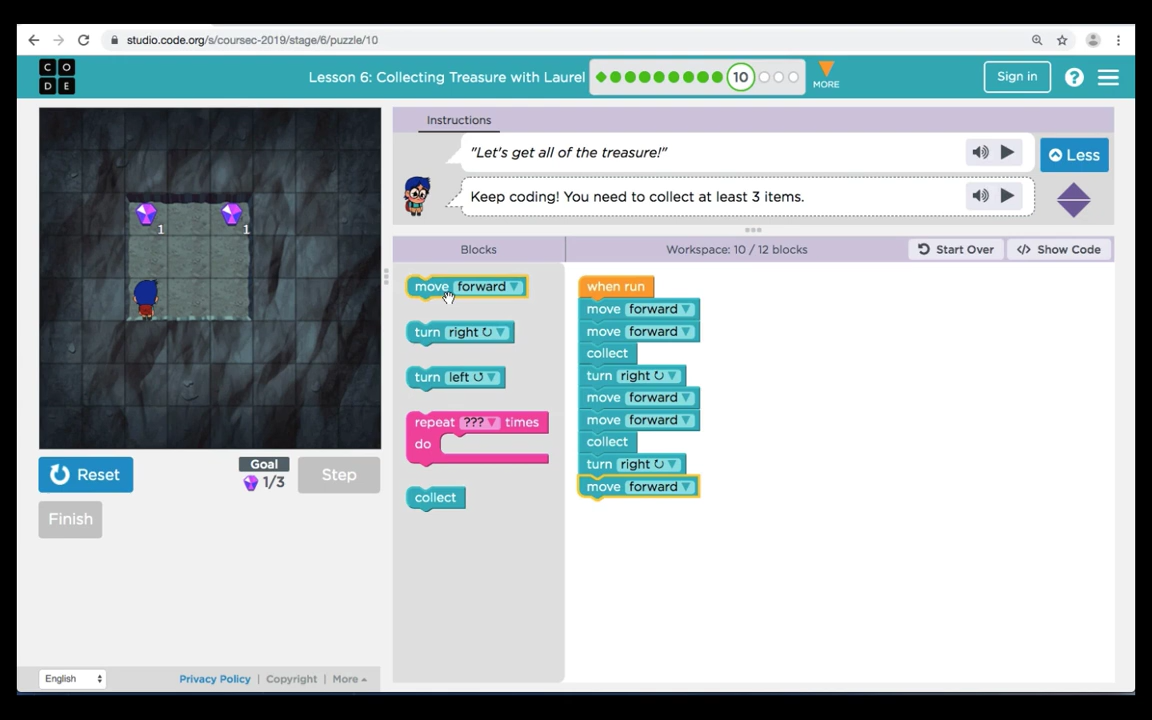 studio.code.org/s/coursec-2019/stage/6/puzzle/10
C O D E
Lesson 6: Collecting Treasure with Laurel
10
MORE
Sign in
?
Instructions
"Let's get all of the treasure!"
Less
Keep coding! You need to collect at least 3 items.
Blocks
Workspace: 10 / 12 blocks
Start Over
</> Show Code
1
1
move forward
turn right
turn left
repeat ??? times
do
collect
when run
move forward
move forward
collect
turn right
move forward
move forward
collect
turn right
move forward
Reset
Goal
1/3
Step
Finish
English
Privacy Policy | Copyright | More